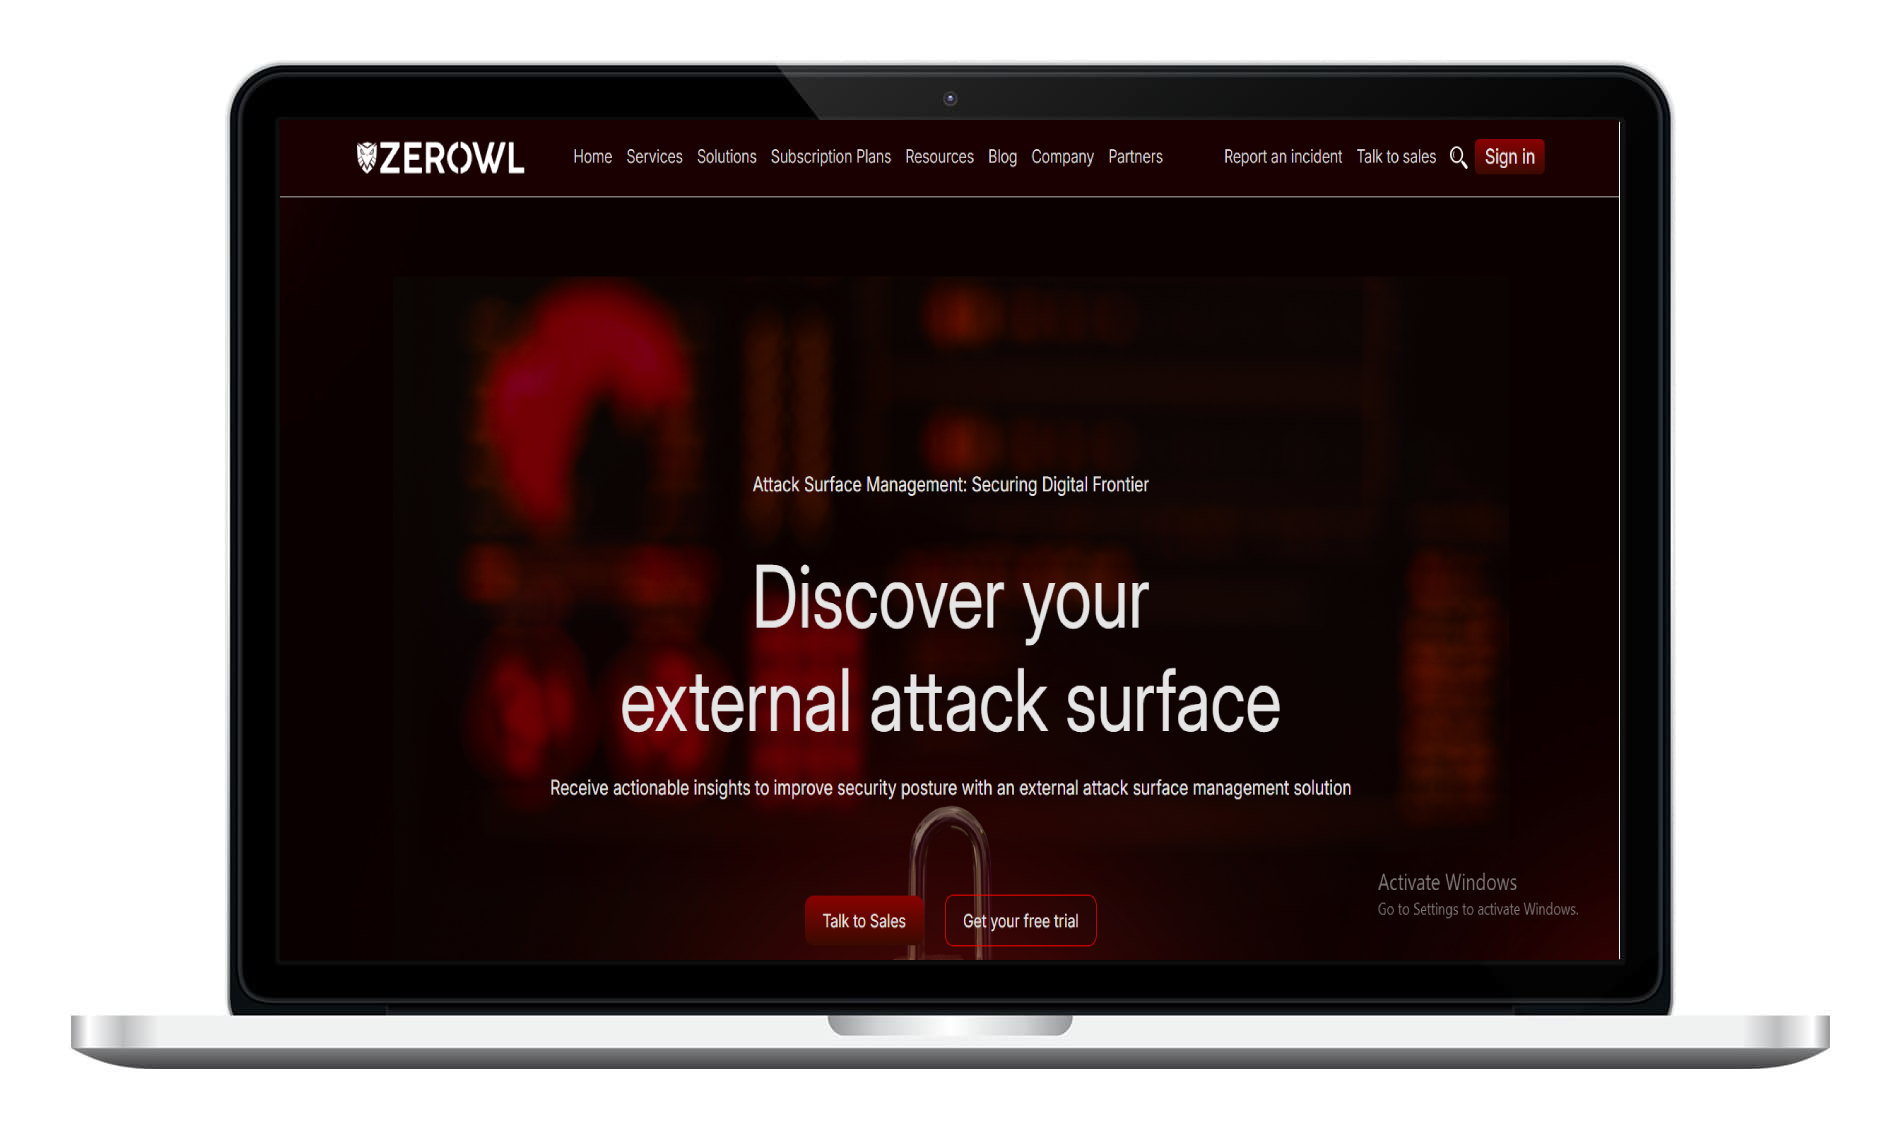 ZEROWL
Home Services Solutions Subscription Plans Resources Blog Company Partners Report an incident Talk to sales Sign in
Attack Surface Management: Securing Digital Frontier
Discover your
external attack surface
Receive actionable insights to improve security posture with an external attack surface management solution
Talk to Sales Get your free trial
Activate Windows
Go to Settings to activate Windows.